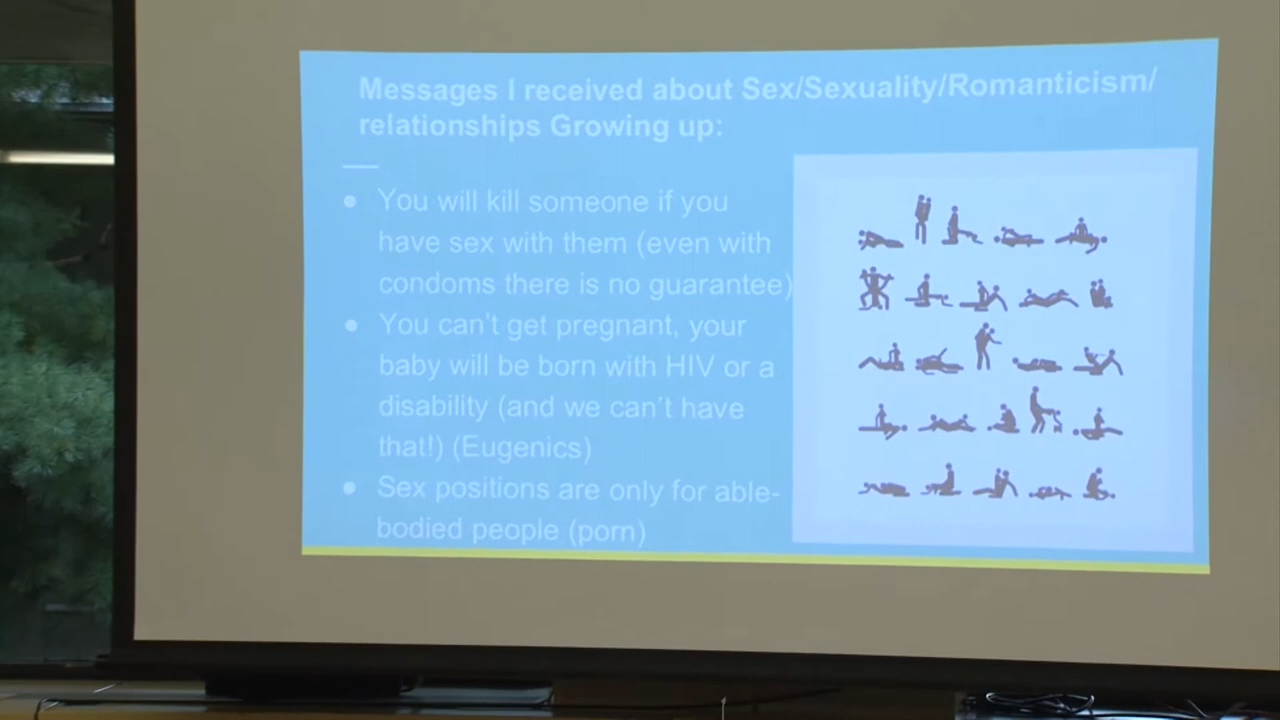 Messages I received about Sex/Sexuality/Romanticism/
relationships Growing up:
● You will kill someone if you
have sex with them (even with
condoms there is no guarantee)
● You can't get pregnant, your
baby will be born with HIV or a
disability (and we can't have
that!) (Eugenics)
● Sex positions are only for able-
bodied people (porn)